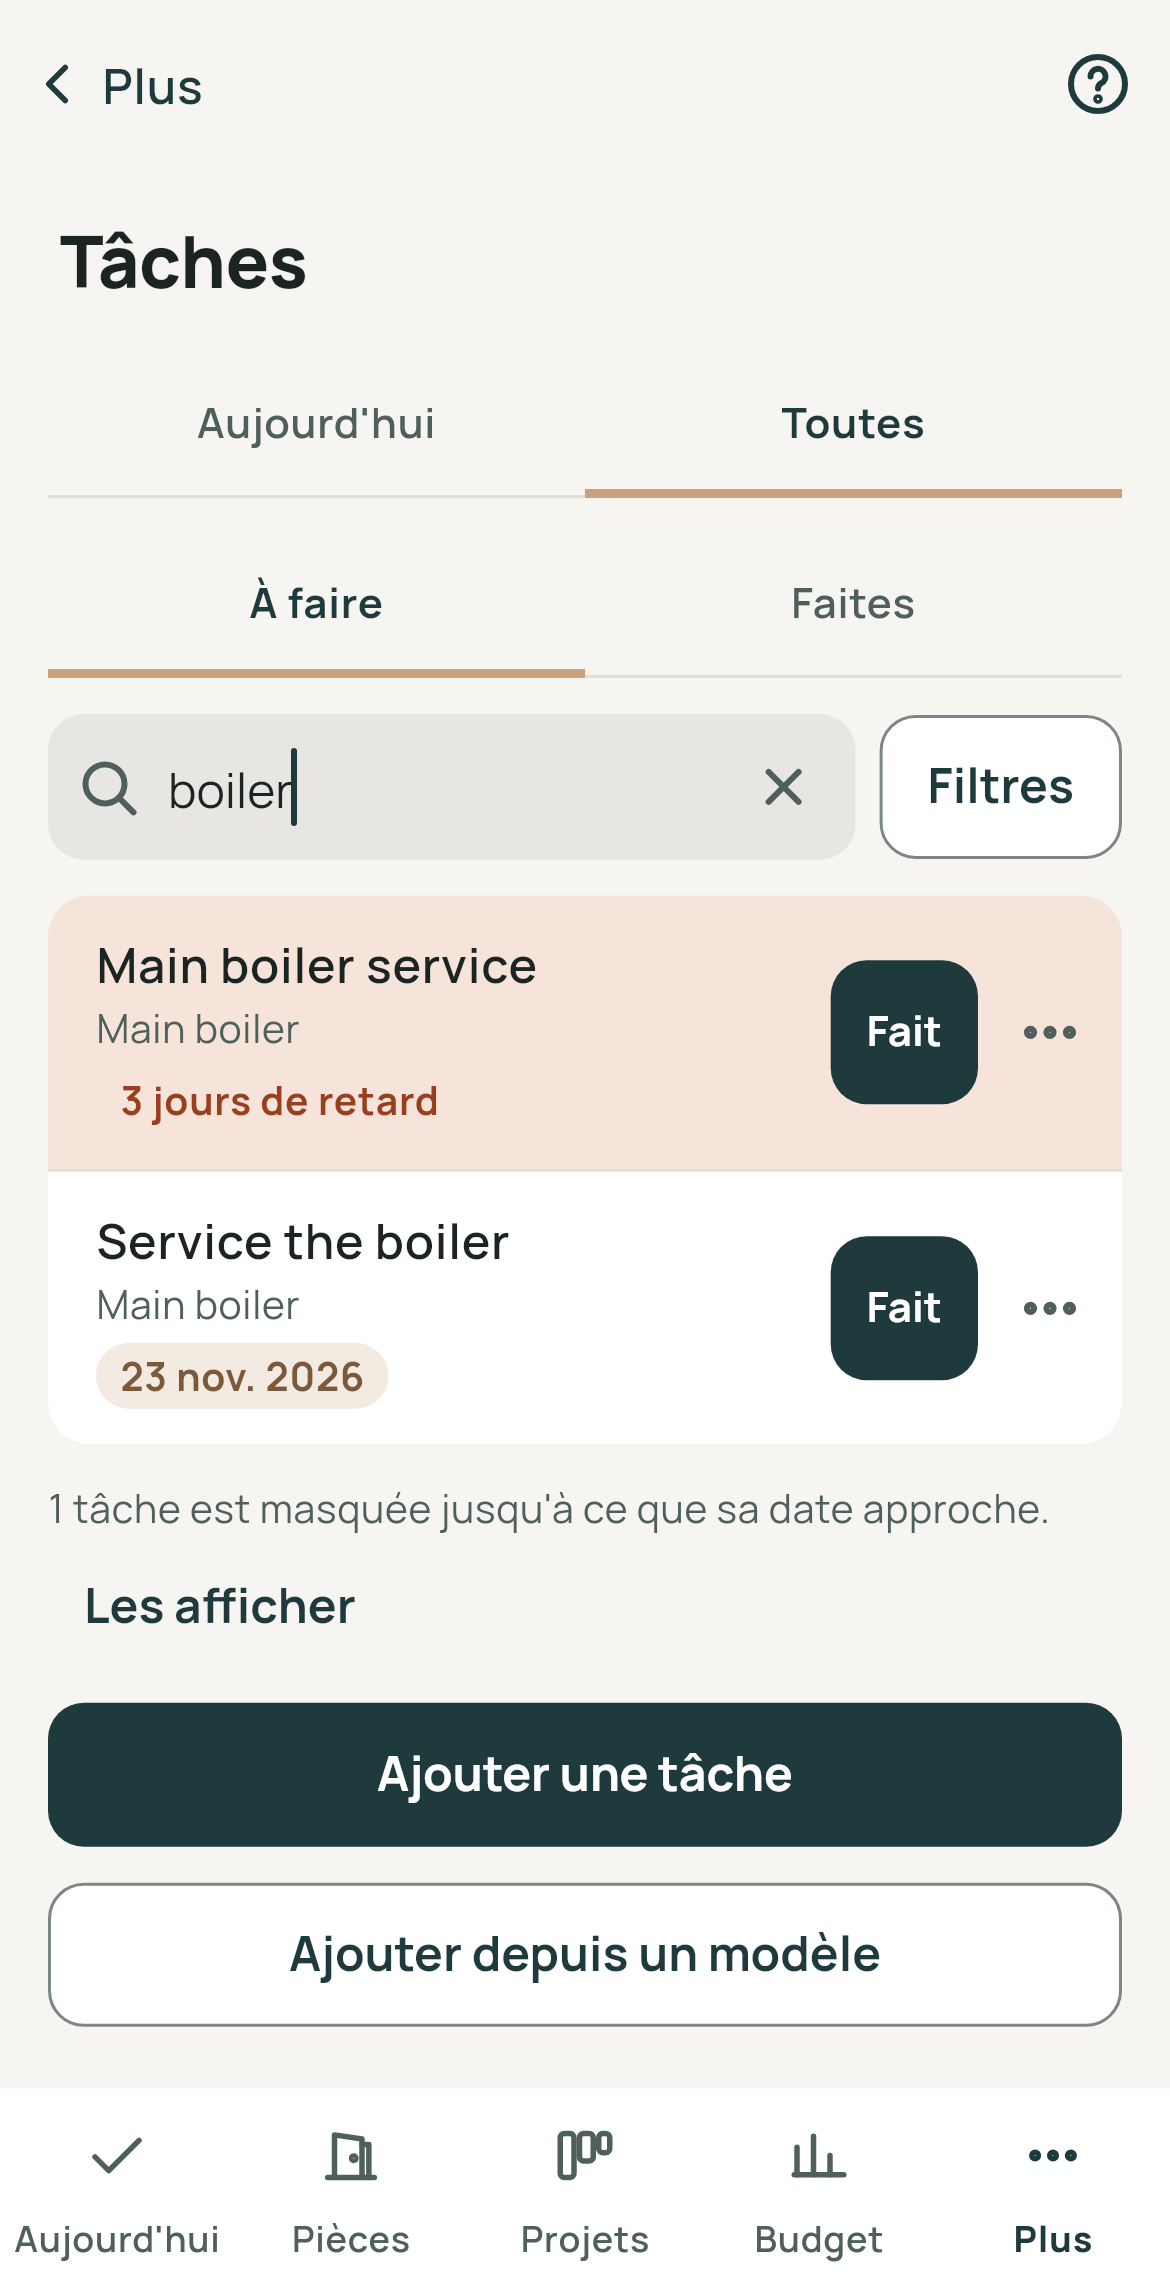 Plus
Tâches
Aujourd'hui
Toutes
À faire
Faites
boiler
Filtres
Main boiler service
Main boiler
3 jours de retard
Fait
Service the boiler
Main boiler
23 nov. 2026
Fait
1 tâche est masquée jusqu'à ce que sa date approche.
Les afficher
Ajouter une tâche
Ajouter depuis un modèle
Aujourd'hui
Pièces
Projets
Budget
Plus